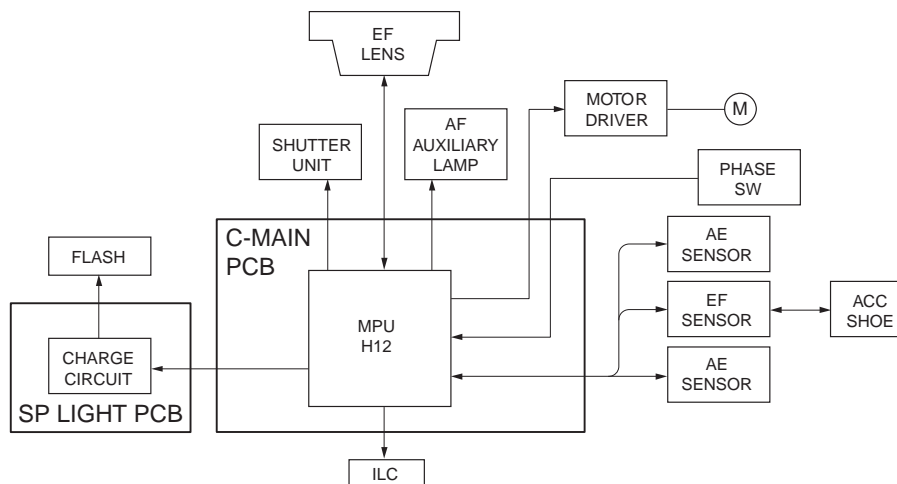 EF
LENS
MOTOR
DRIVER
M
SHUTTER
UNIT
AF
AUXILIARY
LAMP
PHASE
SW
C-MAIN
PCB
AE
SENSOR
FLASH
MPU
H12
EF
SENSOR
ACC
SHOE
CHARGE
CIRCUIT
SP LIGHT PCB
AE
SENSOR
ILC